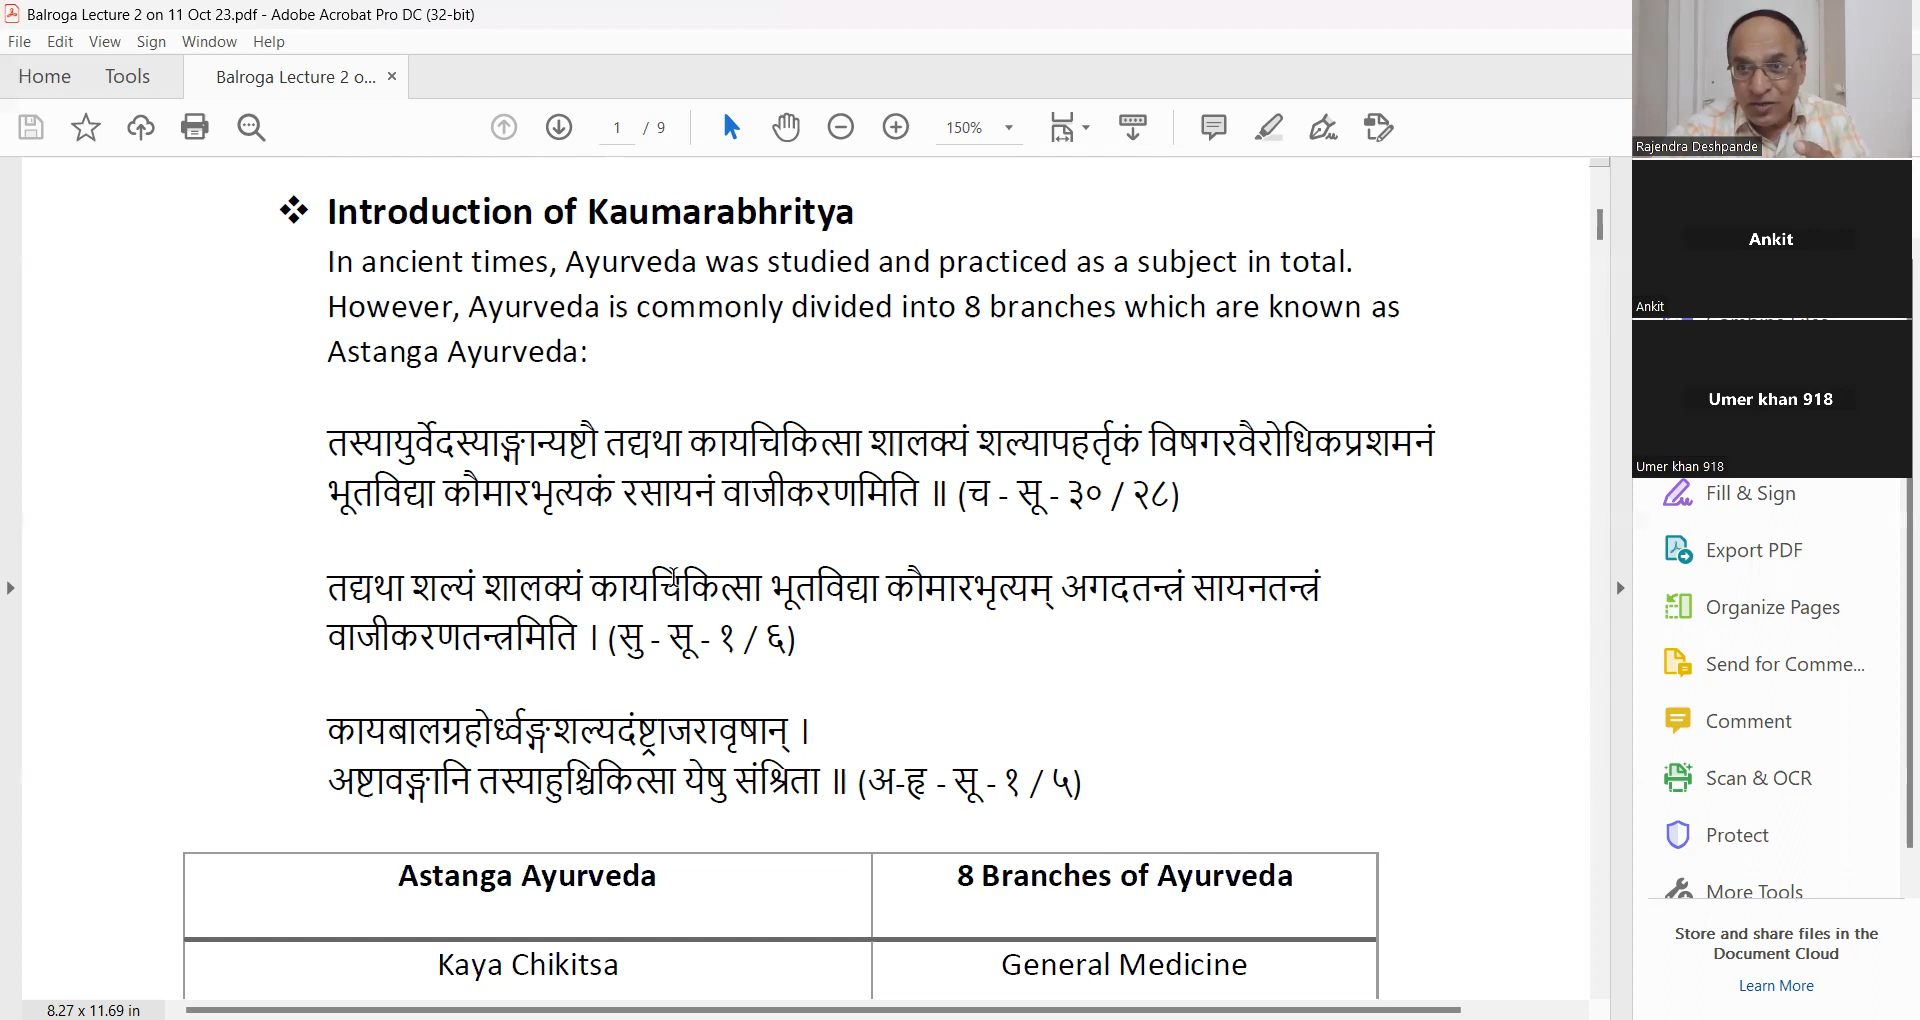 Balroga Lecture 2 on 11 Oct 23.pdf - Adobe Acrobat Pro DC (32-bit)
File Edit View Sign Window Help
Home Tools Balroga Lecture 2 o... ×
1 / 9 150%
Introduction of Kaumarabhritya
In ancient times, Ayurveda was studied and practiced as a subject in total.
However, Ayurveda is commonly divided into 8 branches which are known as
Astanga Ayurveda:
तस्यायुर्वेदस्याङ्गान्यष्टौ तद्यथा कायचिकित्सा शालक्यं शल्यापहर्तृकं विषगरवैरोधिकप्रशमनं
भूतविद्या कौमारभृत्यकं रसायनं वाजीकरणमिति ॥ (च - सू - ३० / २८)
तद्यथा शल्यं शालक्यं कायचिकित्सा भूतविद्या कौमारभृत्यम् अगदतन्त्रं सायनतन्त्रं
वाजीकरणतन्त्रमिति । (सु - सू - १ / ६)
कायबालग्रहोर्ध्वङ्गशल्यदंष्ट्राजरावृषान् ।
अष्टावङ्गानि तस्याहुश्चिकित्सा येषु संश्रिता ॥ (अ-हृ - सू - १ / ५)
Astanga Ayurveda 8 Branches of Ayurveda
Kaya Chikitsa General Medicine
8.27 x 11.69 in
Rajendra Deshpande
Ankit
Ankit
Umer khan 918
Umer khan 918
Fill & Sign
Export PDF
Organize Pages
Send for Comme...
Comment
Scan & OCR
Protect
More Tools
Store and share files in the
Document Cloud
Learn More